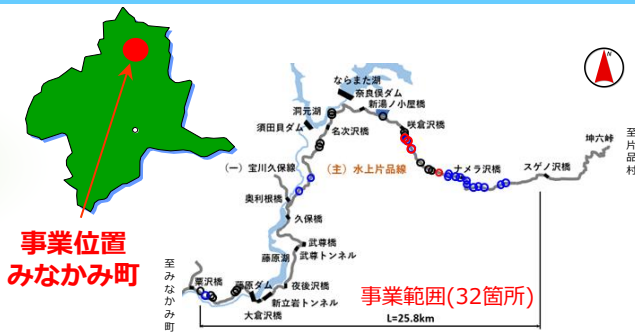 事業位置
みなかみ町
ならまた湖
奈良俣ダム
新湯ノ小屋橋
洞元湖
須田貝ダム
名次沢橋
咲倉沢橋
(一)宝川久保線
(主)水上片品線
ナメラ沢橋
スゲノ沢橋
坤六峠
至片品村
奥利根橋
久保橋
藤原湖
武尊橋
武尊トンネル
至みなかみ町
粟沢橋
藤原ダム
夜後沢橋
新立岩トンネル
大倉沢橋
事業範囲(32箇所)
L=25.8km
N